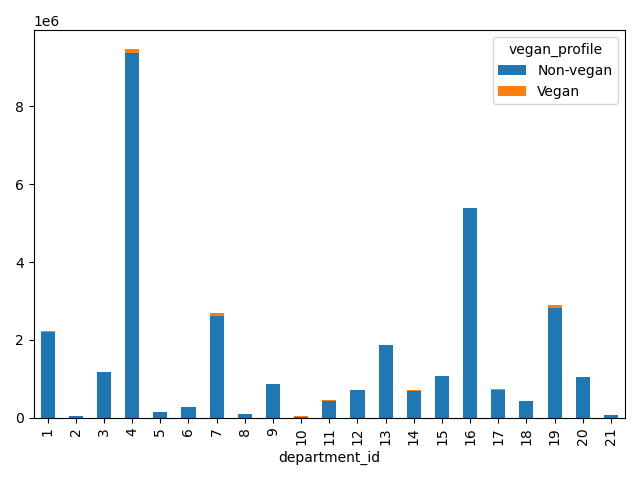 1e6
vegan_profile
Non-vegan
Vegan
8
6
4
2
0
1 2 3 4 5 6 7 8 9 10 11 12 13 14 15 16 17 18 19 20 21
department_id